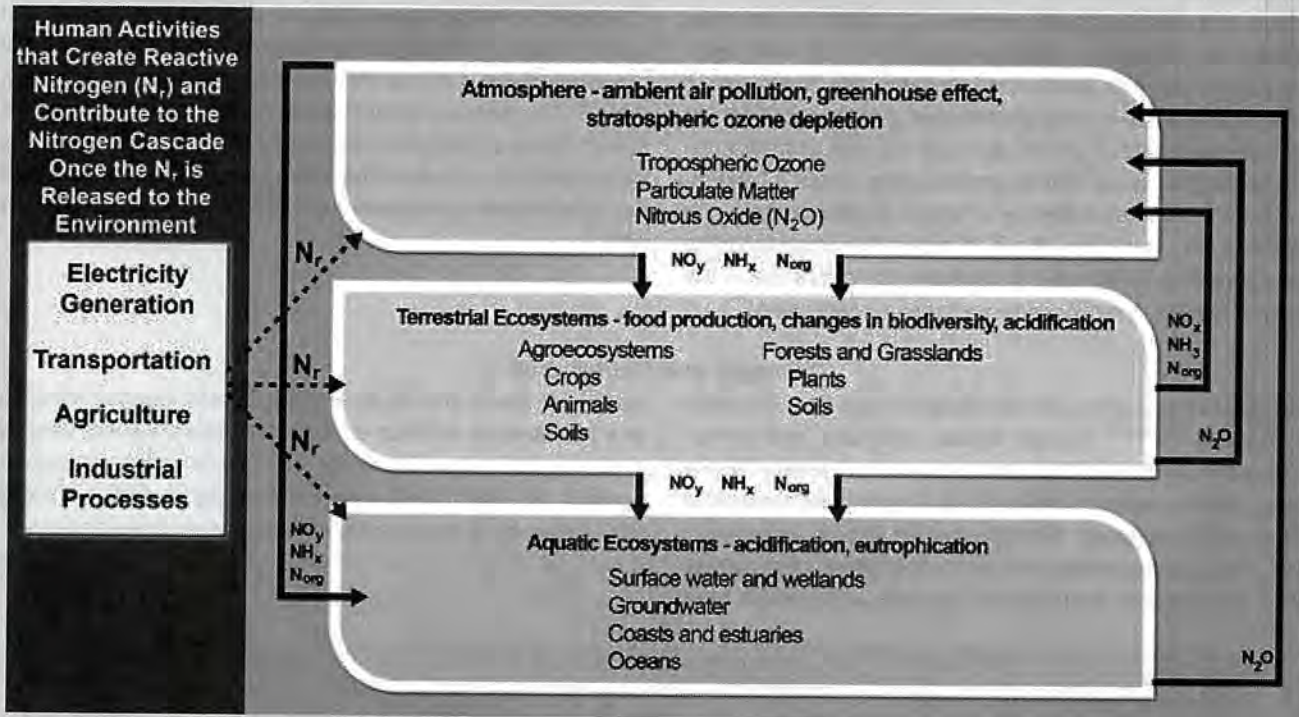 Human Activities
that Create Reactive
Nitrogen (Nᵣ) and
Contribute to the
Nitrogen Cascade
Once the Nᵣ is
Released to the
Environment
Electricity
Generation
Transportation
Agriculture
Industrial
Processes
Nᵣ
Nᵣ
Nᵣ
Atmosphere - ambient air pollution, greenhouse effect,
stratospheric ozone depletion
Tropospheric Ozone
Particulate Matter
Nitrous Oxide (N₂O)
NOy NHₓ Norg
Terrestrial Ecosystems - food production, changes in biodiversity, acidification
Agroecosystems
Crops
Animals
Soils
Forests and Grasslands
Plants
Soils
NOₓ
NH₃
Norg
N₂O
NOy NHₓ Norg
NOy
NHₓ
Norg
Aquatic Ecosystems - acidification, eutrophication
Surface water and wetlands
Groundwater
Coasts and estuaries
Oceans
N₂O